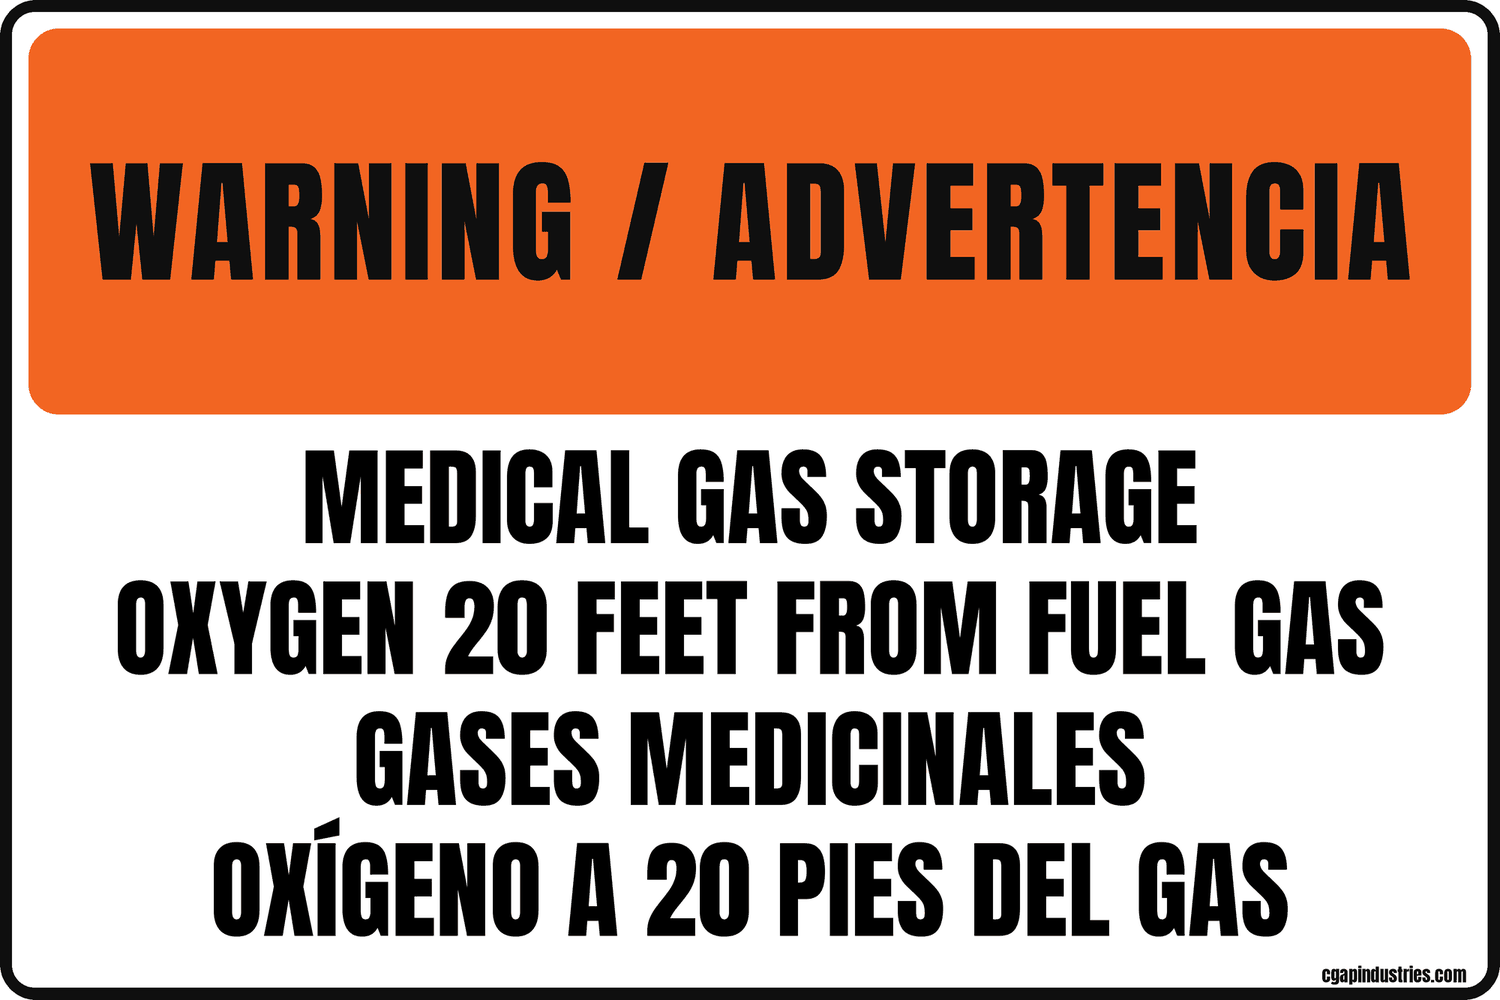 WARNING / ADVERTENCIA
MEDICAL GAS STORAGE
OXYGEN 20 FEET FROM FUEL GAS
GASES MEDICINALES
OXÍGENO A 20 PIES DEL GAS
cgapindustries.com